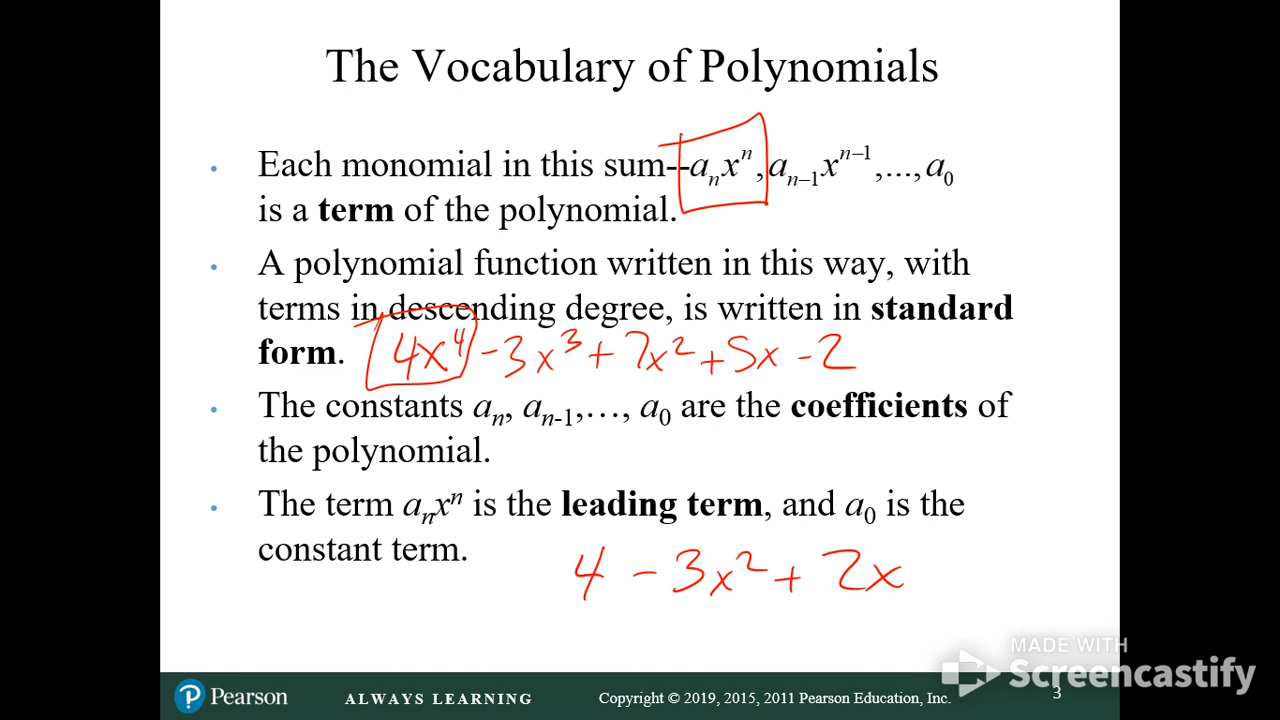 The Vocabulary of Polynomials
• Each monomial in this sum--aₙxⁿ, aₙ₋₁xⁿ⁻¹,..., a₀
is a term of the polynomial.
• A polynomial function written in this way, with
terms in descending degree, is written in standard
form. 4x⁴ - 3x³ + 7x² + 5x - 2
• The constants aₙ, aₙ₋₁,…, a₀ are the coefficients of
the polynomial.
• The term aₙxⁿ is the leading term, and a₀ is the
constant term.
4 - 3x² + 2x
MADE WITH
Screencastify
Pearson ALWAYS LEARNING Copyright © 2019, 2015, 2011 Pearson Education, Inc. 3